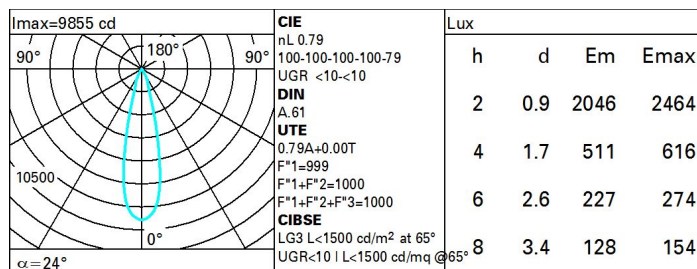 Imax=9855 cd
90° 180° 90°
10500
0°
α=24°
CIE
nL 0.79
100-100-100-100-79
UGR <10-<10
DIN
A.61
UTE
0.79A+0.00T
F"1=999
F"1+F"2=1000
F"1+F"2+F"3=1000
CIBSE
LG3 L<1500 cd/m² at 65°
UGR<10 | L<1500 cd/mq @65°
Lux
h d Em Emax
2 0.9 2046 2464
4 1.7 511 616
6 2.6 227 274
8 3.4 128 154